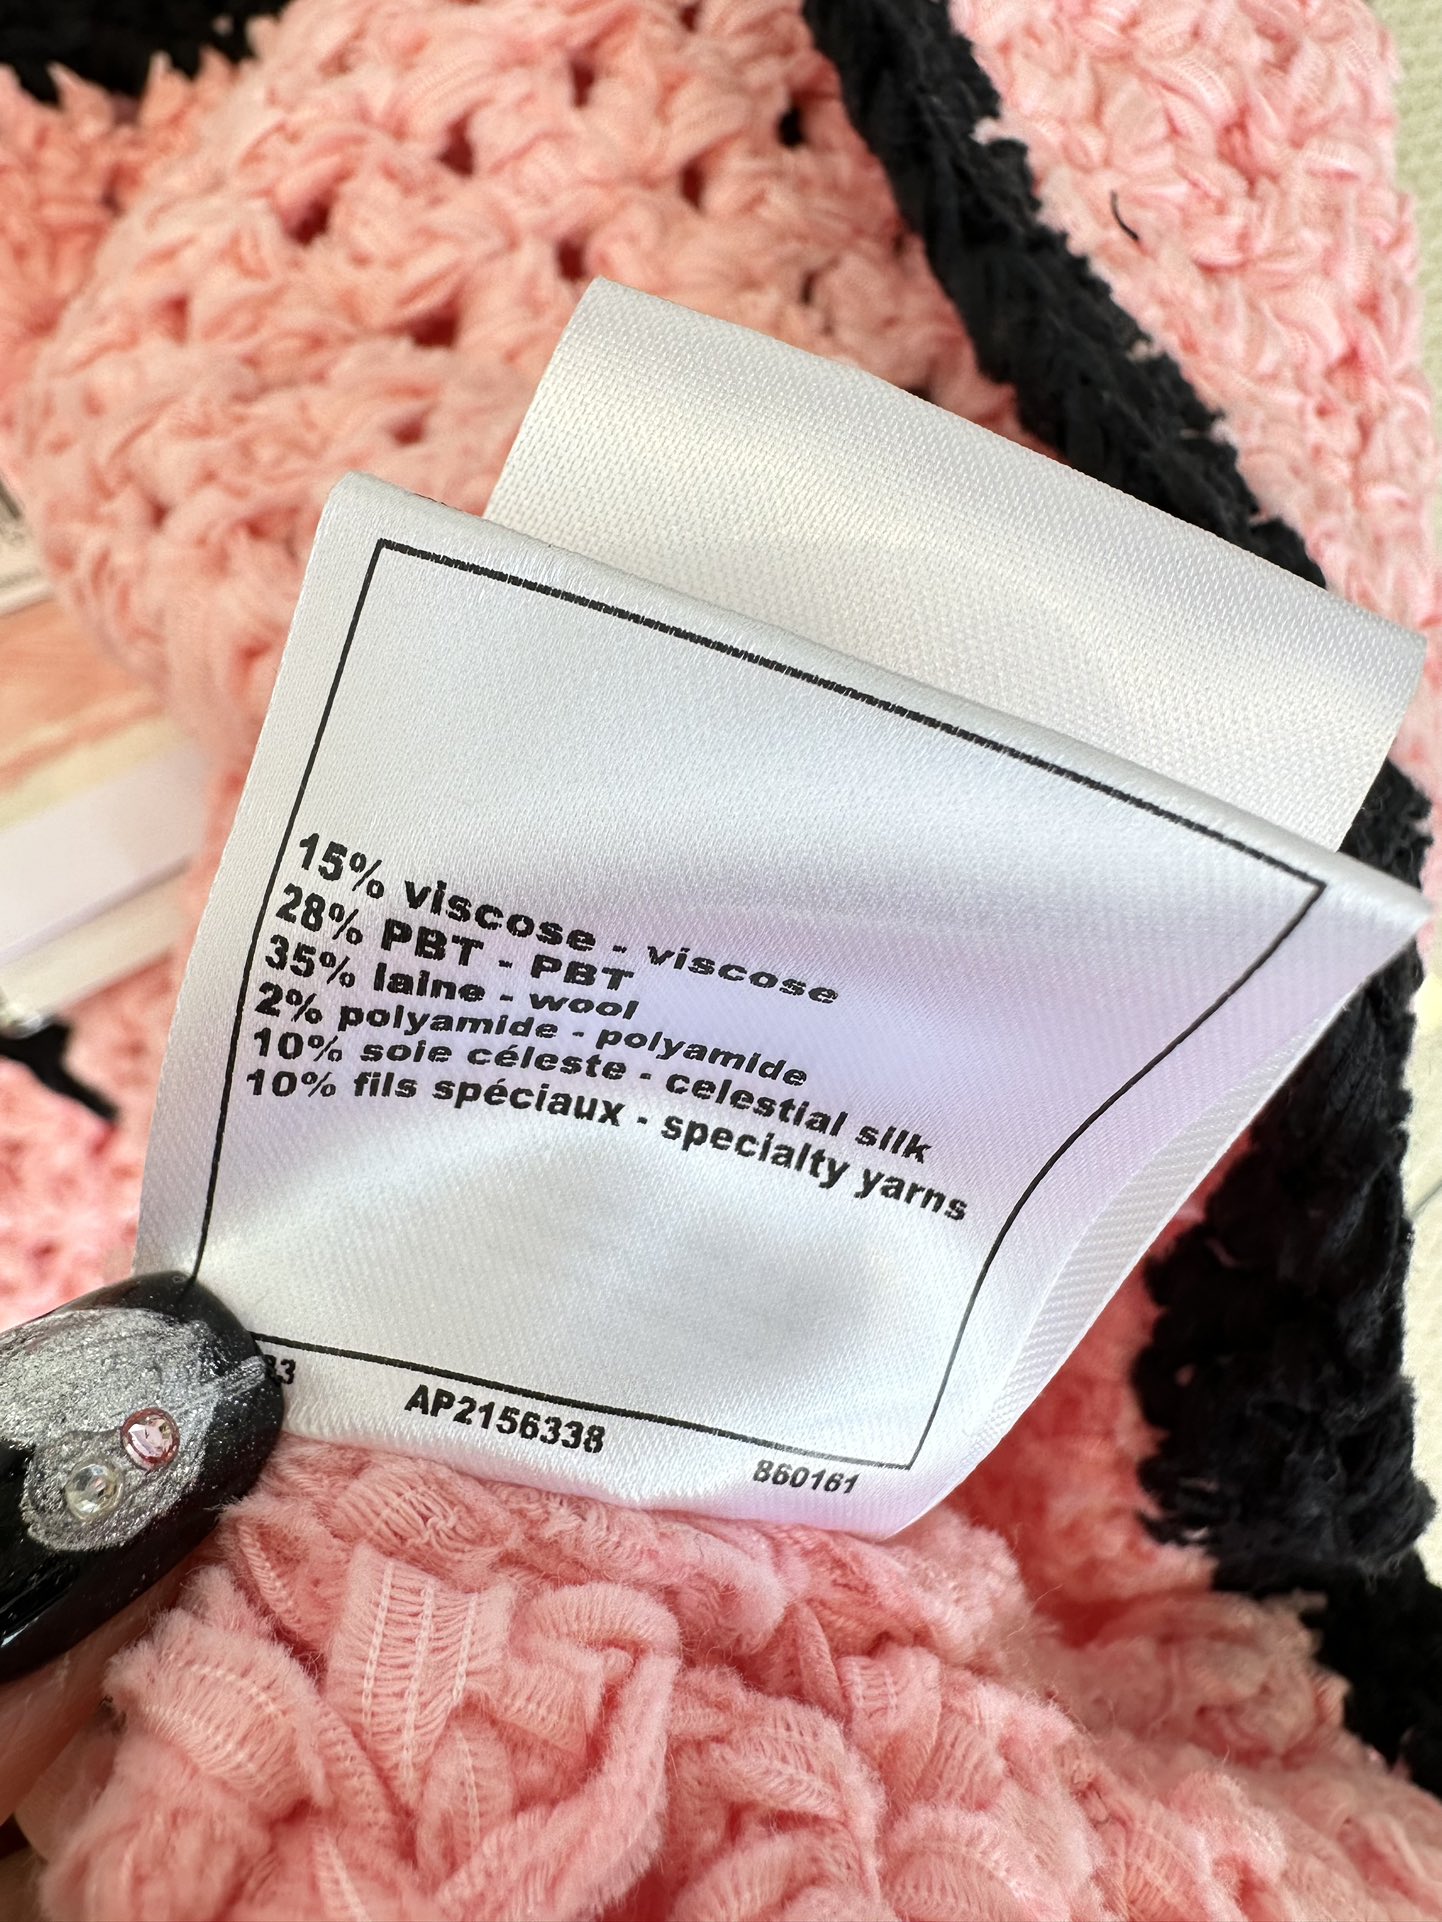 15% viscose - viscose
28% PBT - PBT
35% laine - wool
2% polyamide - polyamide
10% soie céleste - celestial silk
10% fils spéciaux - specialty yarns
AP2156338
860161